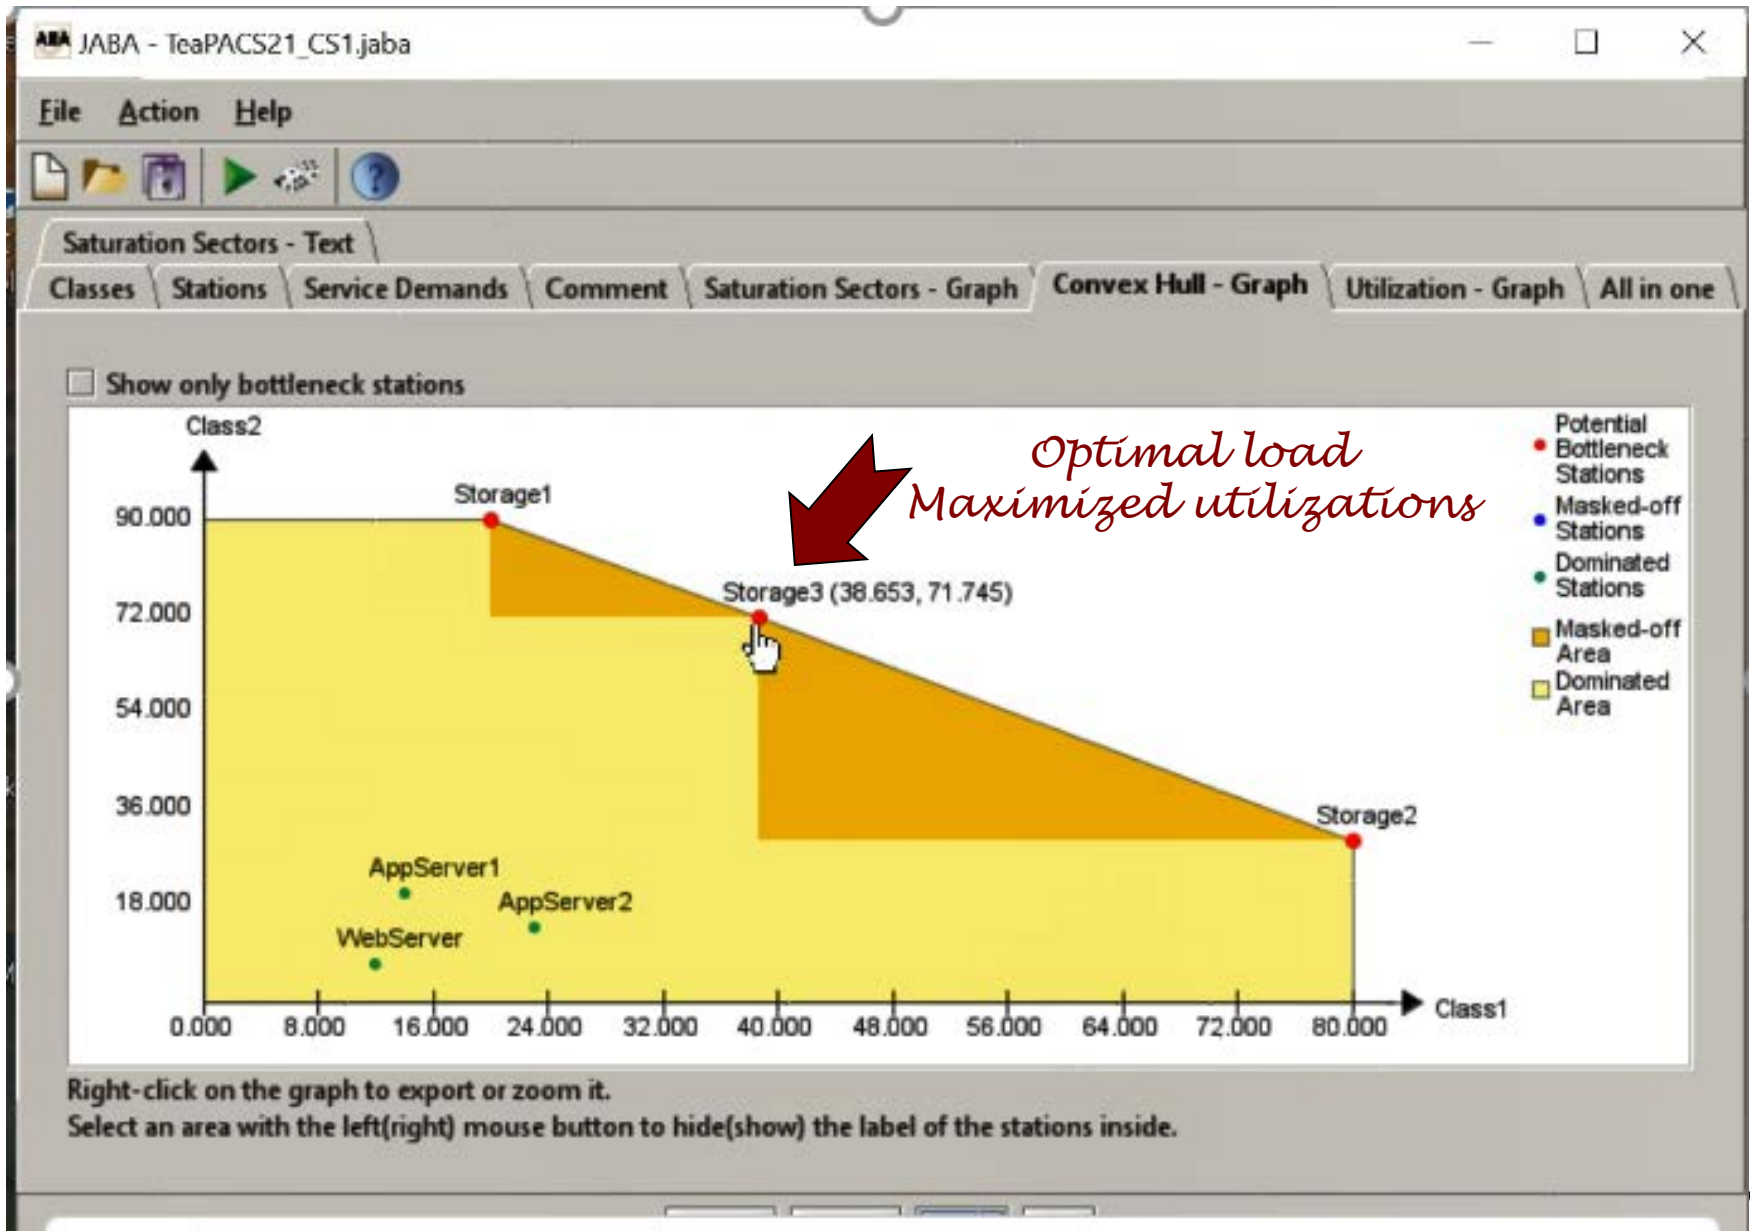 ABA JABA - TeaPACS21_CS1.jaba
File Action Help
Saturation Sectors - Text
Classes Stations Service Demands Comment Saturation Sectors - Graph Convex Hull - Graph Utilization - Graph All in one
Show only bottleneck stations
Class2
90.000
72.000
54.000
36.000
18.000
Storage1
Optimal load
Maximized utilizations
Storage3 (38.653, 71.745)
Storage2
AppServer1
AppServer2
WebServer
0.000 8.000 16.000 24.000 32.000 40.000 48.000 56.000 64.000 72.000 80.000
Class1
Potential
Bottleneck
Stations
Masked-off
Stations
Dominated
Stations
Masked-off
Area
Dominated
Area
Right-click on the graph to export or zoom it.
Select an area with the left(right) mouse button to hide(show) the label of the stations inside.